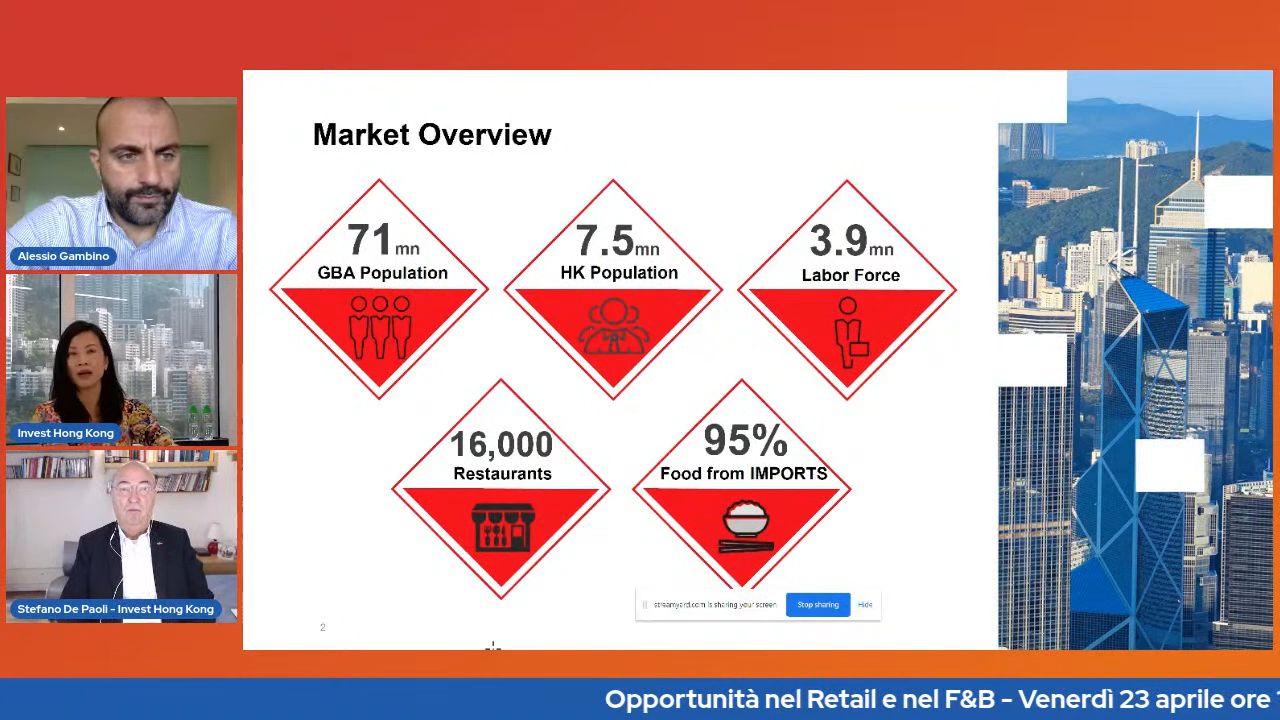 Market Overview
71mn
GBA Population
7.5mn
HK Population
3.9mn
Labor Force
16,000
Restaurants
95%
Food from IMPORTS
streamyard.com is sharing your screen
Stop sharing
Hide
2
Alessio Gambino
Invest Hong Kong
Stefano De Paoli - Invest Hong Kong
Opportunità nel Retail e nel F&B - Venerdì 23 aprile ore